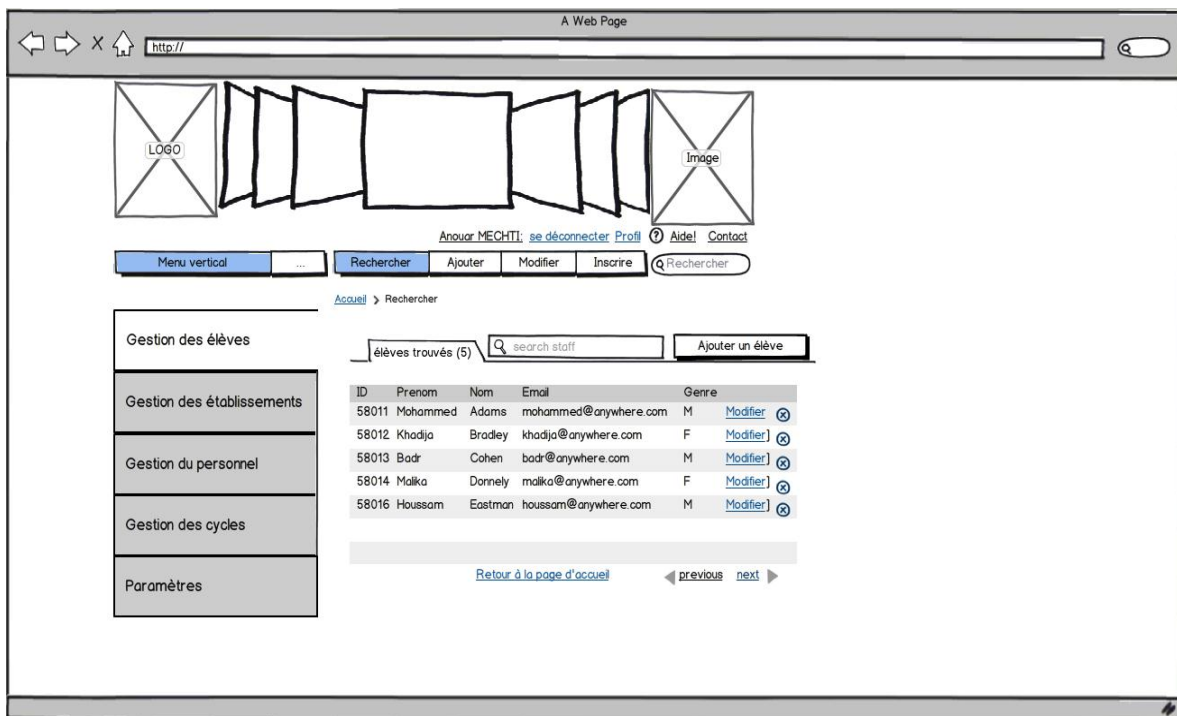 A Web Page
http://
LOGO
Image
Anouar MECHTI: se déconnecter Profil ? Aide! Contact
Menu vertical ... Rechercher Ajouter Modifier Inscrire Rechercher
Accueil > Rechercher
Gestion des élèves
Gestion des établissements
Gestion du personnel
Gestion des cycles
Paramètres
élèves trouvés (5) search staff Ajouter un élève
ID Prenom Nom Email Genre
58011 Mohammed Adams mohammed@anywhere.com M Modifier
58012 Khadija Bradley khadija@anywhere.com F Modifier]
58013 Badr Cohen badr@anywhere.com M Modifier]
58014 Malika Donnely malika@anywhere.com F Modifier]
58016 Houssam Eastman houssam@anywhere.com M Modifier]
Retour à la page d'accueil previous next